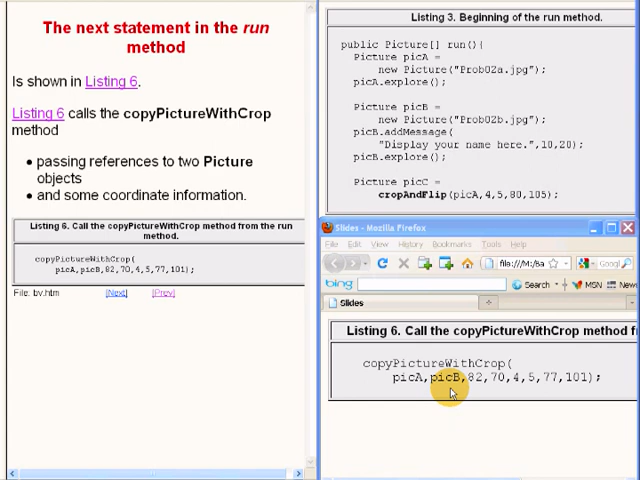 The next statement in the run
method
Is shown in Listing 6.
Listing 6 calls the copyPictureWithCrop
method
• passing references to two Picture
objects
• and some coordinate information.
Listing 6. Call the copyPictureWithCrop method from the run
method.
copyPictureWithCrop(
picA,picB,82,70,4,5,77,101);
File: bv.htm [Next] [Prev]
Listing 3. Beginning of the run method.
public Picture[] run(){
Picture picA =
new Picture("Prob02a.jpg");
picA.explore();
Picture picB =
new Picture("Prob02b.jpg");
picB.addMessage(
"Display your name here.",10,20);
picB.explore();
Picture picC =
cropAndFlip(picA,4,5,80,105);
Slides - Mozilla Firefox
File Edit View History Bookmarks Tools Help
file:///M:/Ba Googl
bing Search MSN New
Slides
Listing 6. Call the copyPictureWithCrop method f
copyPictureWithCrop(
picA,picB,82,70,4,5,77,101);